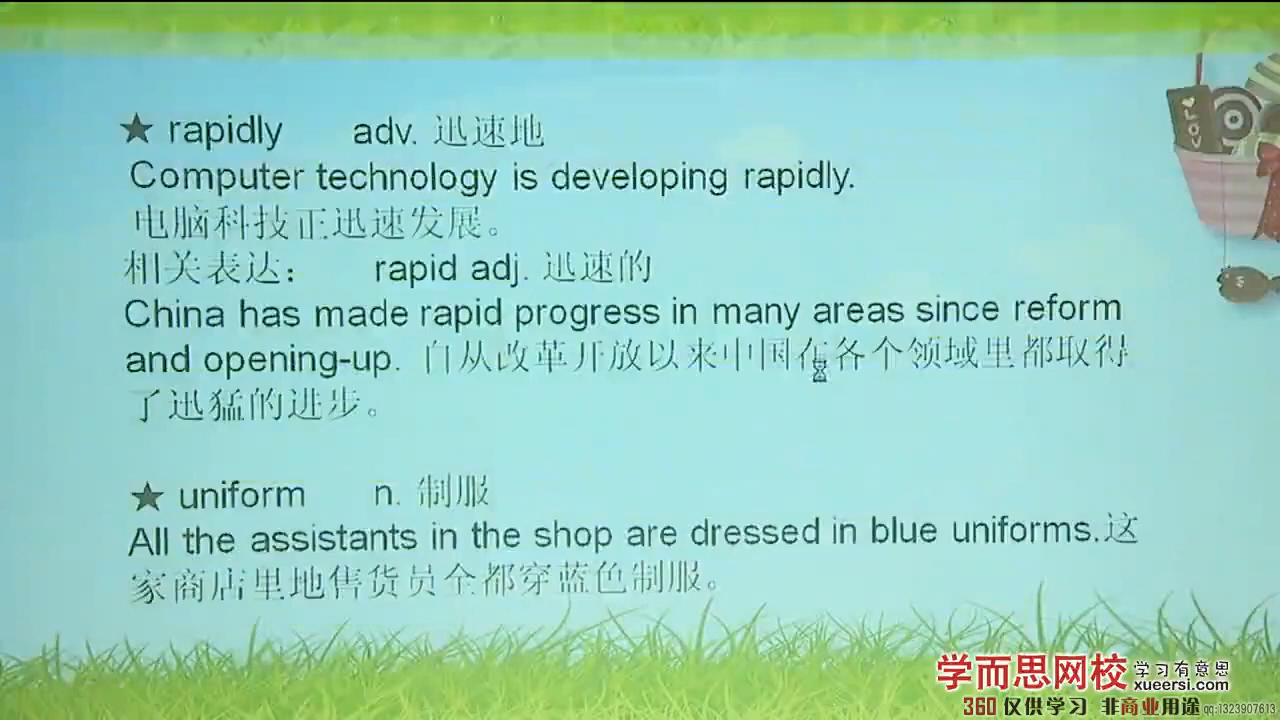 ★ rapidly adv. 迅速地
Computer technology is developing rapidly.
电脑科技正迅速发展。
相关表达： rapid adj. 迅速的
China has made rapid progress in many areas since reform
and opening-up. 自从改革开放以来中国在各个领域里都取得
了迅猛的进步。
★ uniform n. 制服
All the assistants in the shop are dressed in blue uniforms.这
家商店里地售货员全都穿蓝色制服。
LOV
学而思网校 学习有意思
xueersi.com
360 仅供学习 非商业用途 qq:1239907613